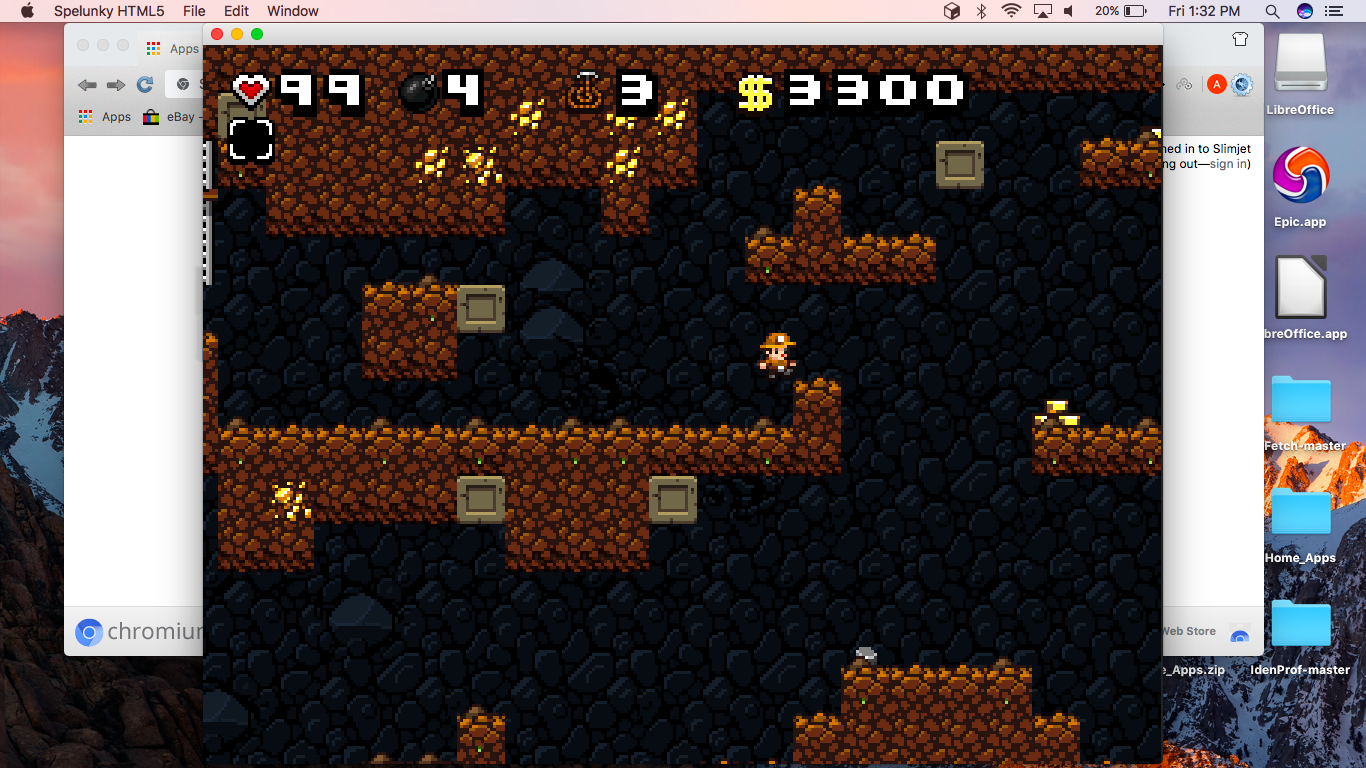 Spelunky HTML5 File Edit Window 20% Fri 1:32 PM
Apps
Apps eBay
99 4 3 $3300
A
ned in to Slimjet
ng out—sign in)
LibreOffice
Epic.app
breOffice.app
Fetch-master
Home_Apps
chromiur
Web Store
e_Apps.zip IdenProf-master